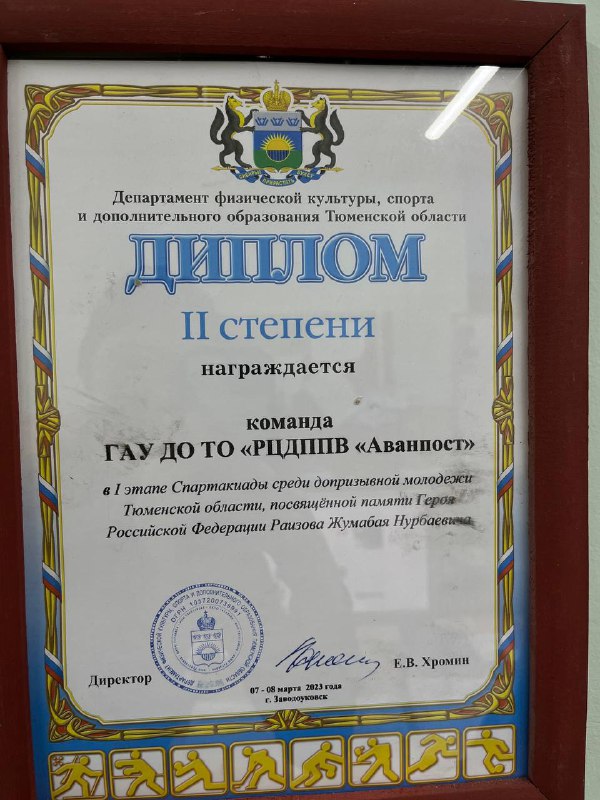 Департамент физической культуры, спорта
и дополнительного образования Тюменской области
ДИПЛОМ
II степени
награждается
команда
ГАУ ДО ТО «РЦДППВ «Аванпост»
в I этапе Спартакиады среди допризывной молодежи
Тюменской области, посвящённой памяти Героя
Российской Федерации Раизова Жумабая Нурбаевича
Директор
Е.В. Хромин
07 - 08 марта 2023 года
г. Заводоуковск